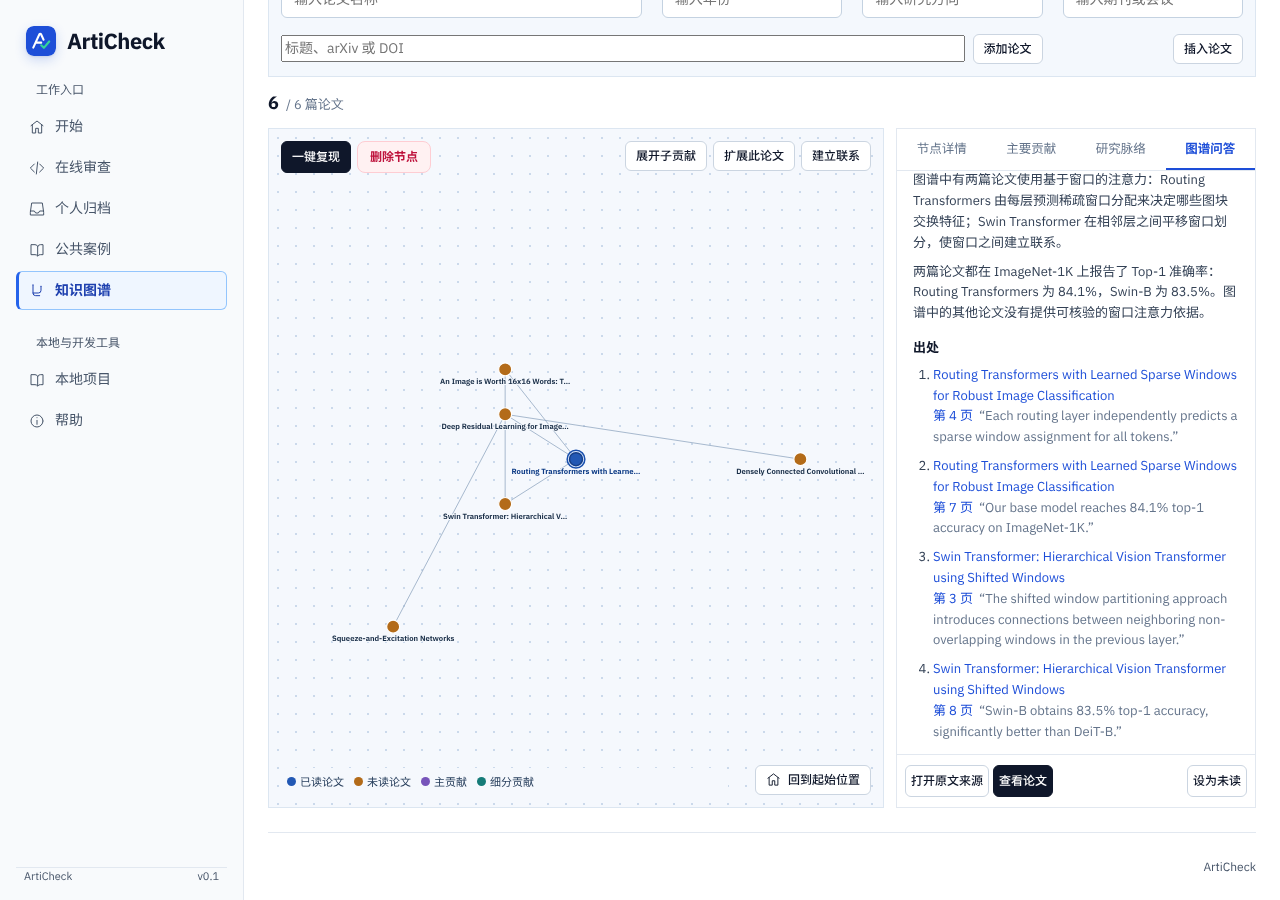 ArtiCheck
工作入口
开始
在线审查
个人归档
公共案例
知识图谱
本地与开发工具
本地项目
帮助
ArtiCheck v0.1
标题、arXiv 或 DOI
添加论文
插入论文
6 / 6 篇论文
一键复现
删除节点
展开子贡献
扩展此论文
建立联系
An Image is Worth 16x16 Words: T...
Deep Residual Learning for Image...
Routing Transformers with Learne...
Densely Connected Convolutional ...
Swin Transformer: Hierarchical V...
Squeeze-and-Excitation Networks
已读论文
未读论文
主贡献
细分贡献
回到起始位置
节点详情
主要贡献
研究脉络
图谱问答
图谱中有两篇论文使用基于窗口的注意力：Routing
Transformers 由每层预测稀疏窗口分配来决定哪些图块
交换特征；Swin Transformer 在相邻层之间平移窗口划
分，使窗口之间建立联系。
两篇论文都在 ImageNet-1K 上报告了 Top-1 准确率：
Routing Transformers 为 84.1%，Swin-B 为 83.5%。图
谱中的其他论文没有提供可核验的窗口注意力依据。
出处
1. Routing Transformers with Learned Sparse Windows
for Robust Image Classification
第 4 页 “Each routing layer independently predicts a
sparse window assignment for all tokens.”
2. Routing Transformers with Learned Sparse Windows
for Robust Image Classification
第 7 页 “Our base model reaches 84.1% top-1
accuracy on ImageNet-1K.”
3. Swin Transformer: Hierarchical Vision Transformer
using Shifted Windows
第 3 页 “The shifted window partitioning approach
introduces connections between neighboring non-
overlapping windows in the previous layer.”
4. Swin Transformer: Hierarchical Vision Transformer
using Shifted Windows
第 8 页 “Swin-B obtains 83.5% top-1 accuracy,
significantly better than DeiT-B.”
打开原文来源
查看论文
设为未读
ArtiCheck